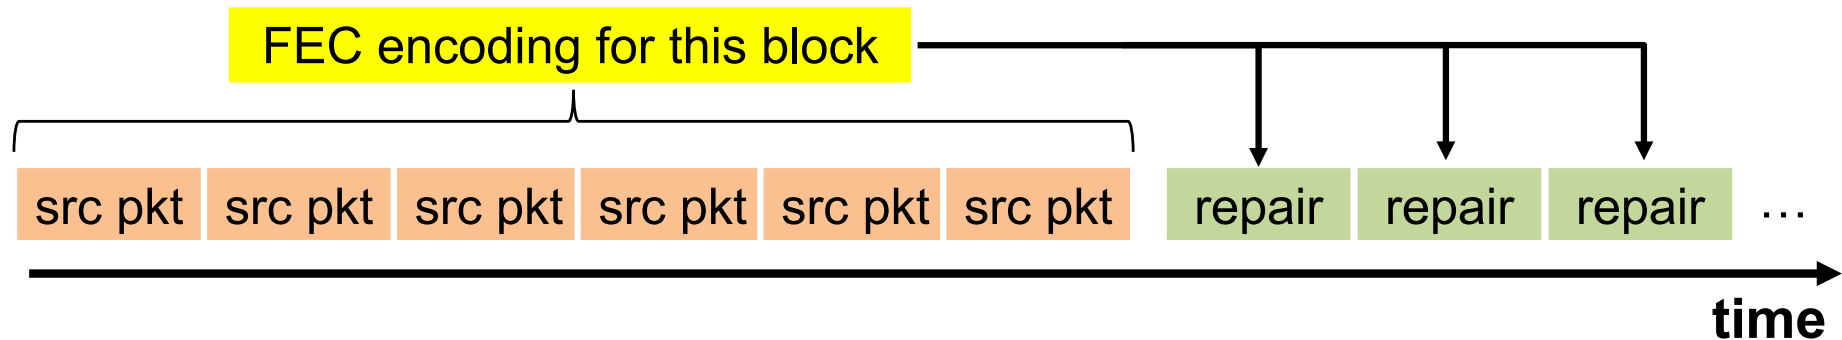 FEC encoding for this block
src pkt src pkt src pkt src pkt src pkt src pkt repair repair repair …
time